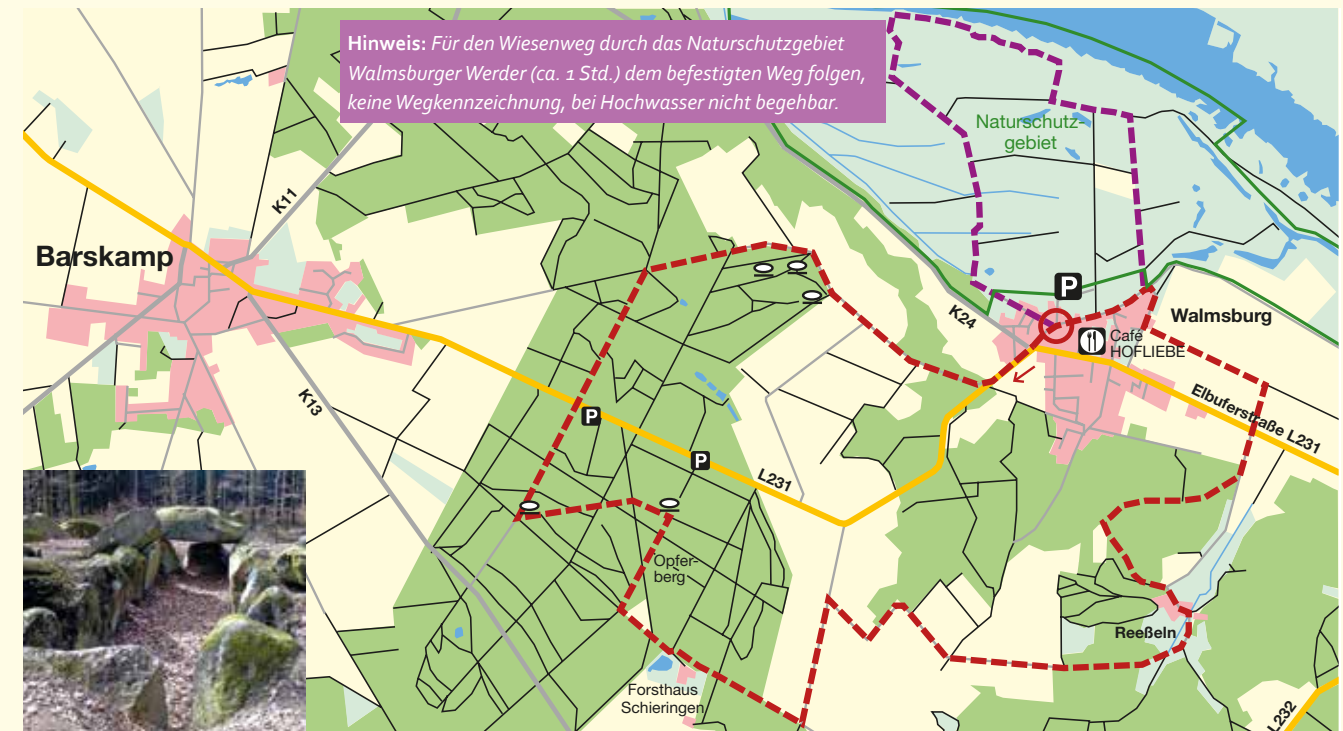 Hinweis: Für den Wiesenweg durch das Naturschutzgebiet
Walmsburger Werder (ca. 1 Std.) dem befestigten Weg folgen,
keine Wegkennzeichnung, bei Hochwasser nicht begehbar.
Naturschutz-
gebiet
K11
Barskamp
P
K24
Walmsburg
Café
HOFLIEBE
K13
P
Elbuferstraße L231
P
L231
Opfer-
berg
Reeßeln
Forsthaus
Schieringen
L232